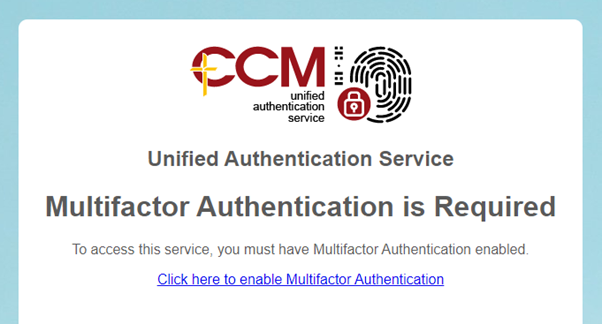 CCM
unified
authentication
service
Unified Authentication Service
Multifactor Authentication is Required
To access this service, you must have Multifactor Authentication enabled.
Click here to enable Multifactor Authentication